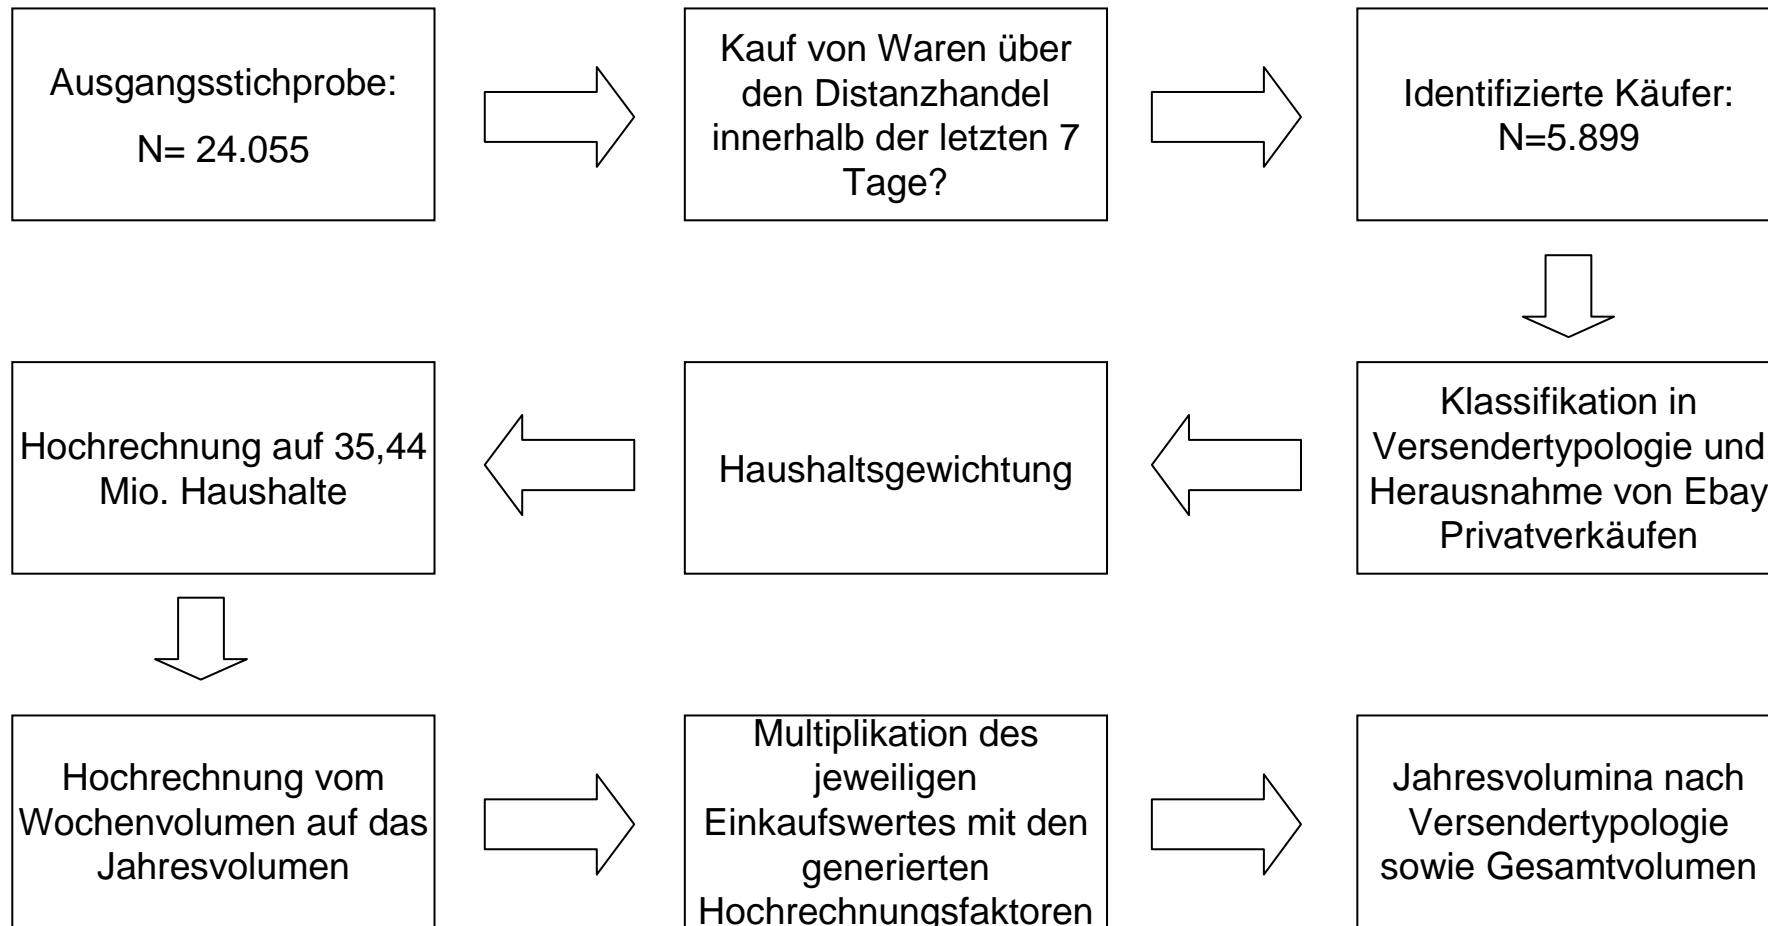 Ausgangsstichprobe:
N= 24.055
Kauf von Waren über
den Distanzhandel
innerhalb der letzten 7
Tage?
Identifizierte Käufer:
N=5.899
Klassifikation in
Versendertypologie und
Herausnahme von Ebay
Privatverkäufen
Haushaltsgewichtung
Hochrechnung auf 35,44
Mio. Haushalte
Hochrechnung vom
Wochenvolumen auf das
Jahresvolumen
Multiplikation des
jeweiligen
Einkaufswertes mit den
generierten
Hochrechnungsfaktoren
Jahresvolumina nach
Versendertypologie
sowie Gesamtvolumen